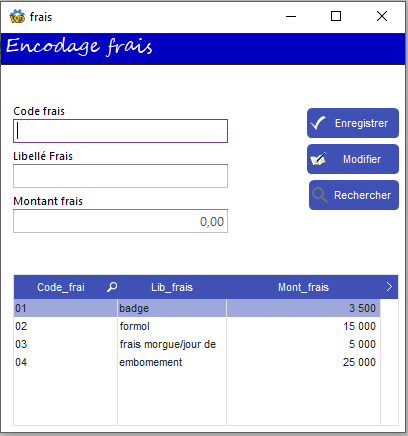 frais
Encodage frais
Code frais
Enregistrer
Libellé Frais
Modifier
Montant frais
Rechercher
0,00
Code_frai Lib_frais Mont_frais
01 badge 3 500
02 formol 15 000
03 frais morgue/jour de 5 000
04 embomement 25 000